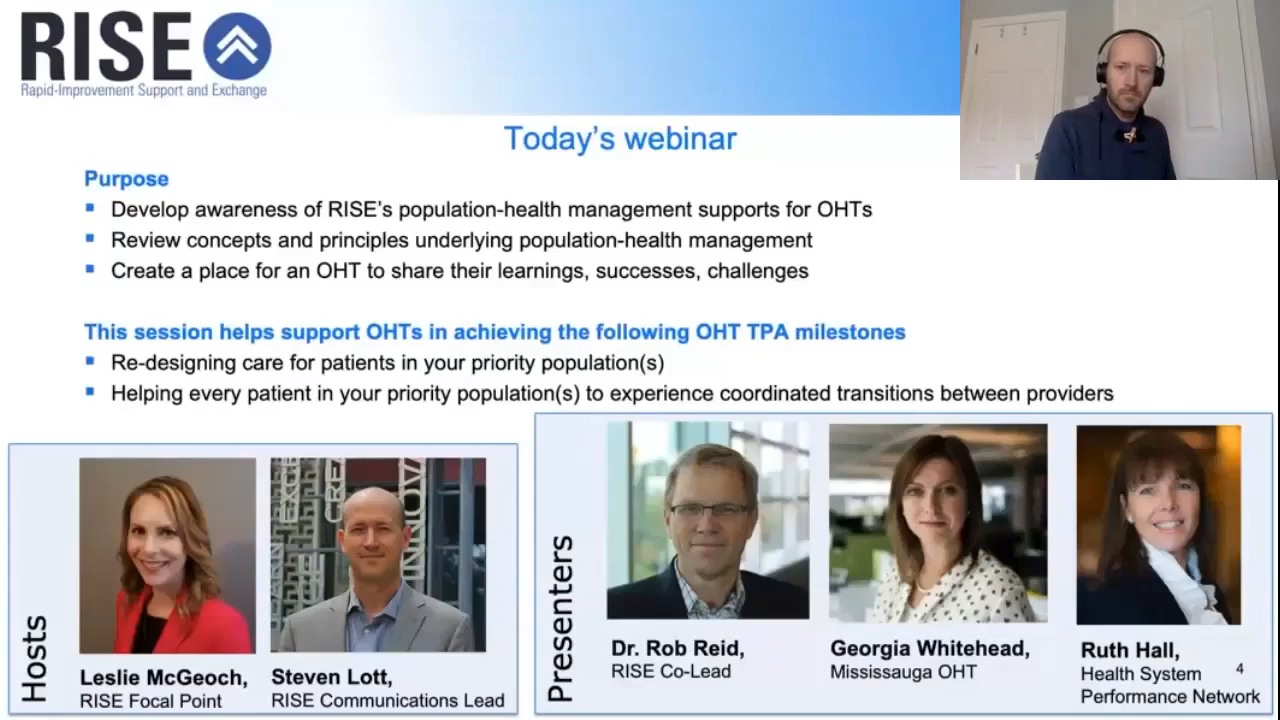 RISE
Rapid-Improvement Support and Exchange
Today's webinar
Purpose
▪ Develop awareness of RISE's population-health management supports for OHTs
▪ Review concepts and principles underlying population-health management
▪ Create a place for an OHT to share their learnings, successes, challenges
This session helps support OHTs in achieving the following OHT TPA milestones
▪ Re-designing care for patients in your priority population(s)
▪ Helping every patient in your priority population(s) to experience coordinated transitions between providers
Hosts
Leslie McGeoch,
RISE Focal Point
Steven Lott,
RISE Communications Lead
Presenters
Dr. Rob Reid,
RISE Co-Lead
Georgia Whitehead,
Mississauga OHT
Ruth Hall,
Health System
Performance Network
4